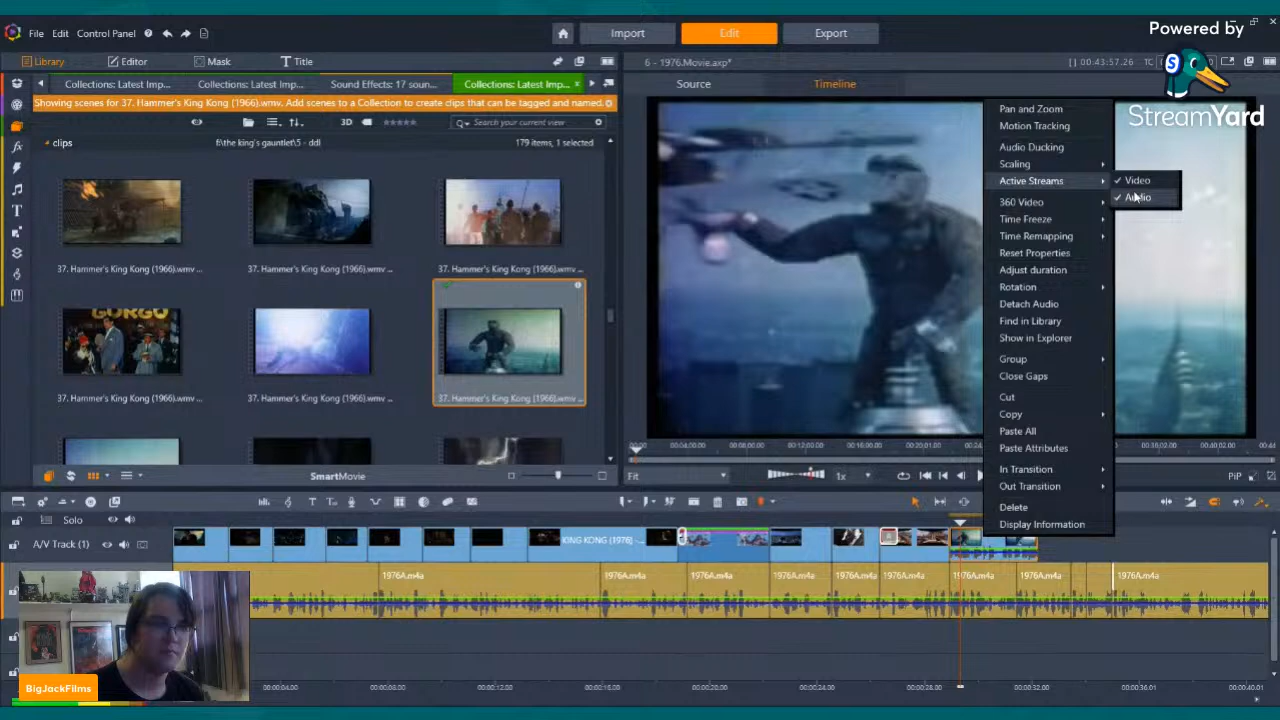 Powered by
StreamYard
File Edit Control Panel
Import Edit Export
Library Editor Mask Title
6 - 1976.Movie.axp*
[] 00:43:57.26 TC
Collections: Latest Imp... Collections: Latest Imp... Sound Effects: 17 soun... Collections: Latest Imp...
Source Timeline
Showing scenes for 37. Hammer's King Kong (1966).wmv. Add scenes to a Collection to create clips that can be tagged and named.
3D Search your current view
clips
f:\the king's gauntlet\5 - ddl
179 items, 1 selected
37. Hammer's King Kong (1966).wmv ... 37. Hammer's King Kong (1966).wmv ... 37. Hammer's King Kong (1966).wmv ...
GORGO
37. Hammer's King Kong (1966).wmv ... 37. Hammer's King Kong (1966).wmv ... 37. Hammer's King Kong (1966).wmv ...
SmartMovie
Pan and Zoom
Motion Tracking
Audio Ducking
Scaling
Active Streams
360 Video
Time Freeze
Time Remapping
Reset Properties
Adjust duration
Rotation
Detach Audio
Find in Library
Show in Explorer
Group
Close Gaps
Cut
Copy
Paste All
Paste Attributes
In Transition
Out Transition
Delete
Display Information
Video
Audio
Fit 1x PiP
Solo
A/V Track (1)
KING KONG (1976) -
1976A.m4a 1976A.m4a 1976A.m4a 1976A.m4a 1976A.m4a 1976A.m4a 1976A.m4a 1976A.m4a 1976A.m4a
BigJackFilms